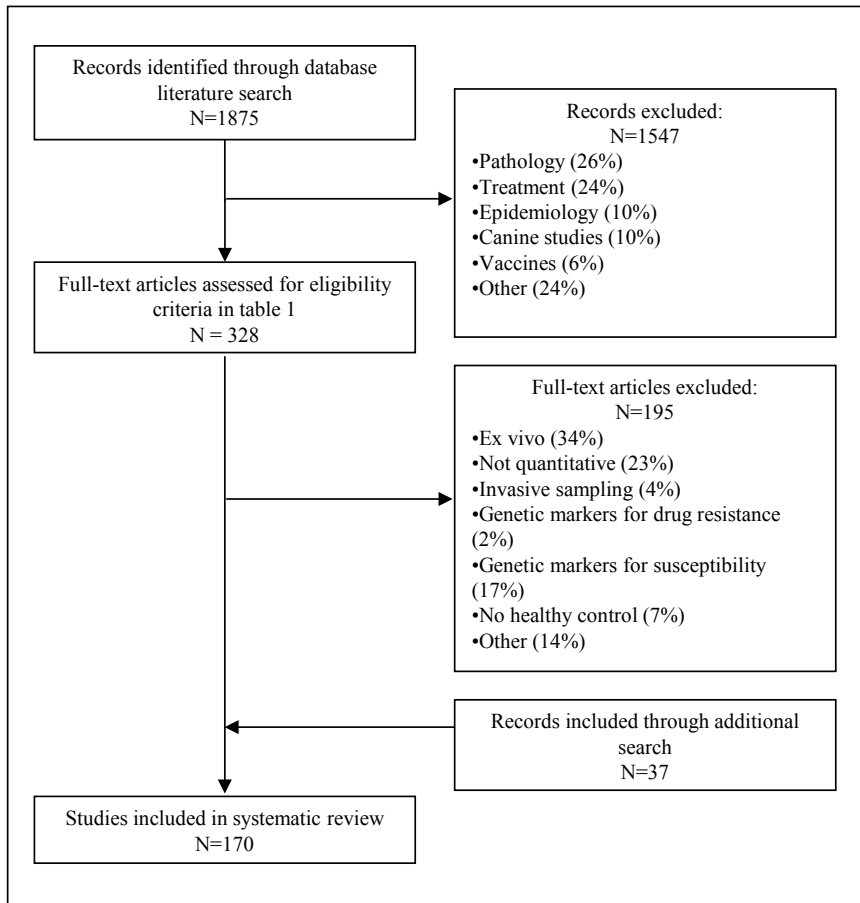 Records identified through database
literature search
N=1875
Records excluded:
N=1547
•Pathology (26%)
•Treatment (24%)
•Epidemiology (10%)
•Canine studies (10%)
•Vaccines (6%)
•Other (24%)
Full-text articles assessed for eligibility
criteria in table 1
N = 328
Full-text articles excluded:
N=195
•Ex vivo (34%)
•Not quantitative (23%)
•Invasive sampling (4%)
•Genetic markers for drug resistance
(2%)
•Genetic markers for susceptibility
(17%)
•No healthy control (7%)
•Other (14%)
Records included through additional
search
N=37
Studies included in systematic review
N=170